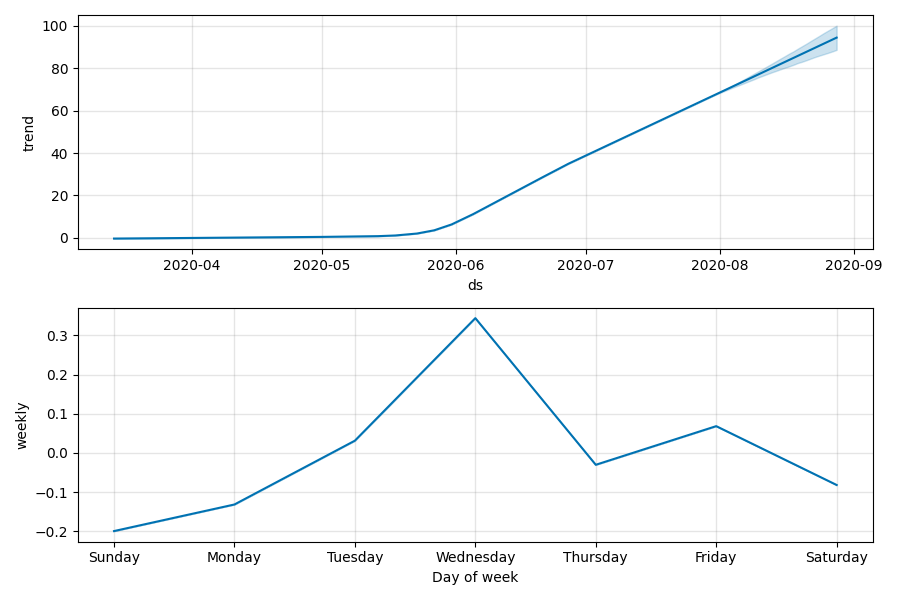 100
80
60
40
20
0
trend
2020-04 2020-05 2020-06 2020-07 2020-08 2020-09
ds
0.3
0.2
0.1
0.0
−0.1
−0.2
weekly
Sunday Monday Tuesday Wednesday Thursday Friday Saturday
Day of week